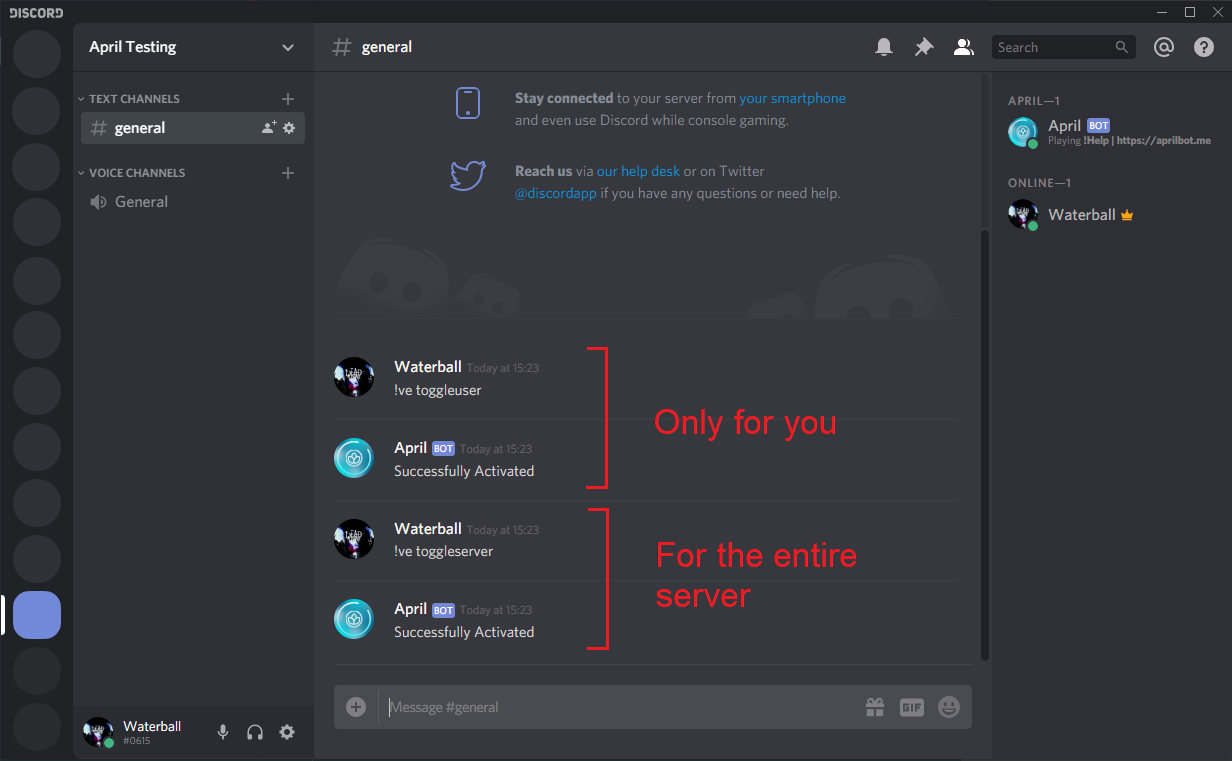 DISCORD
April Testing
# general
Search
TEXT CHANNELS
# general
VOICE CHANNELS
General
Stay connected to your server from your smartphone
and even use Discord while console gaming.
Reach us via our help desk or on Twitter
@discordapp if you have any questions or need help.
Waterball Today at 15:23
!ve toggleuser
April BOT Today at 15:23
Successfully Activated
Only for you
Waterball Today at 15:23
!ve toggleserver
April BOT Today at 15:23
Successfully Activated
For the entire
server
Message #general
GIF
Waterball
#0615
APRIL—1
April BOT
Playing !Help | https://aprilbot.me
ONLINE—1
Waterball